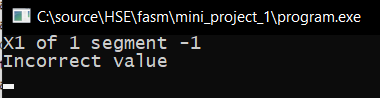 C:\source\HSE\fasm\mini_project_1\program.exe
X1 of 1 segment -1
Incorrect value